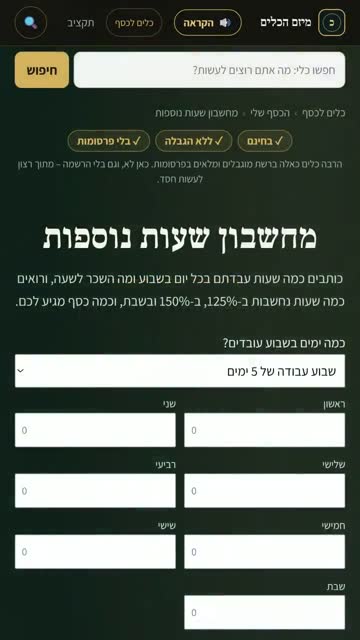 מיזם הכלים
הקראה
כלים לכסף
תקציב
חפשו כלי: מה אתם רוצים לעשות?
חיפוש
כלים לכסף › הכסף שלי › מחשבון שעות נוספות
✓ בחינם
✓ ללא הגבלה
✓ בלי פרסומות
הרבה כלים כאלה ברשת מוגבלים ומלאים בפרסומות. כאן לא, וגם בלי הרשמה – מתוך רצון
לעשות חסד.
מחשבון שעות נוספות
כותבים כמה שעות עבדתם בכל יום בשבוע ומה השכר לשעה, ורואים
כמה שעות נחשבות ב-125%, ב-150% ובשבת, וכמה כסף מגיע לכם.
כמה ימים בשבוע עובדים?
שבוע עבודה של 5 ימים
ראשון
שני
0
0
שלישי
רביעי
0
0
חמישי
שישי
0
0
שבת
0